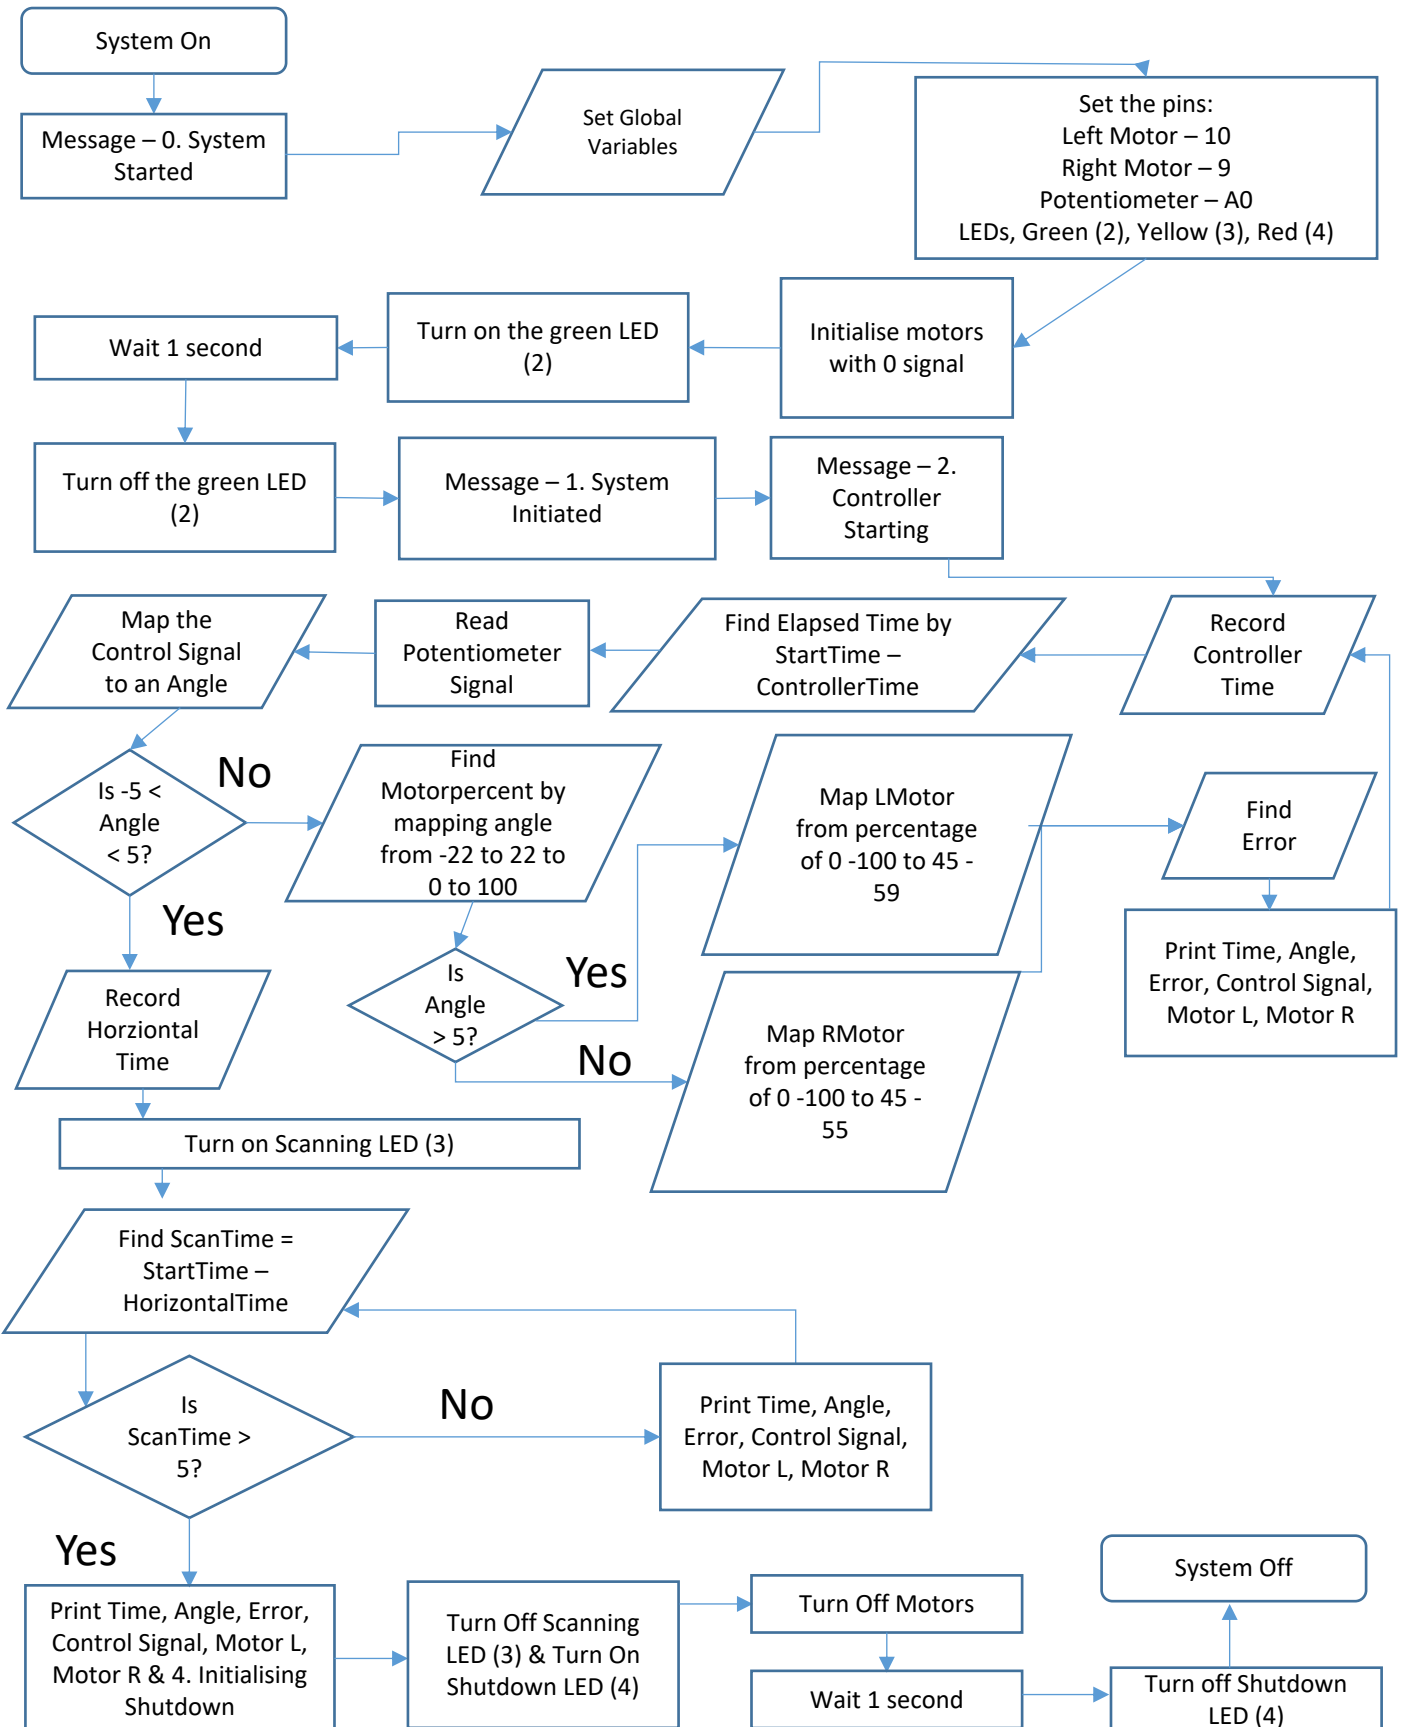 System On
Message – 0. System
Started
Set Global
Variables
Set the pins:
Left Motor – 10
Right Motor – 9
Potentiometer – A0
LEDs, Green (2), Yellow (3), Red (4)
Initialise motors
with 0 signal
Turn on the green LED
(2)
Wait 1 second
Turn off the green LED
(2)
Message – 1. System
Initiated
Message – 2.
Controller
Starting
Record
Controller
Time
Find Elapsed Time by
StartTime –
ControllerTime
Read
Potentiometer
Signal
Map the
Control Signal
to an Angle
Is -5 <
Angle
< 5?
No
Find
Motorpercent by
mapping angle
from -22 to 22 to
0 to 100
Is
Angle
> 5?
Yes
Map LMotor
from percentage
of 0 -100 to 45 -
59
No
Map RMotor
from percentage
of 0 -100 to 45 -
55
Find
Error
Print Time, Angle,
Error, Control Signal,
Motor L, Motor R
Yes
Record
Horziontal
Time
Turn on Scanning LED (3)
Find ScanTime =
StartTime –
HorizontalTime
Is
ScanTime >
5?
No
Print Time, Angle,
Error, Control Signal,
Motor L, Motor R
Yes
Print Time, Angle, Error,
Control Signal, Motor L,
Motor R & 4. Initialising
Shutdown
Turn Off Scanning
LED (3) & Turn On
Shutdown LED (4)
Turn Off Motors
Wait 1 second
Turn off Shutdown
LED (4)
System Off